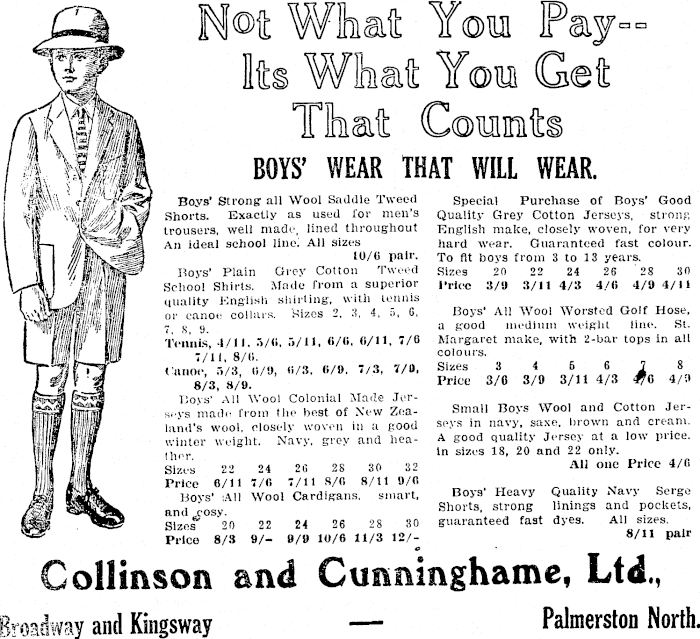 Not What You Pay--
Its What You Get
That Counts
BOYS' WEAR THAT WILL WEAR.
Boys' Strong all Wool Saddle Tweed
Shorts. Exactly as used for men's
trousers, well made, lined throughout
An ideal school line. All sizes
10/6 pair.
Boys' Plain Grey Cotton Tweed
School Shirts. Made from a superior
quality English shirting, with tennis
or canoe collars. Sizes 2, 3, 4, 5, 6,
7, 8, 9.
Tennis, 4/11, 5/6, 5/11, 6/6, 6/11, 7/6
7/11, 8/6.
Canoe, 5/3, 6/9, 6/3, 6/9, 7/3, 7/9,
8/3, 8/9.
Boys' All Wool Colonial Made Jer-
seys made from the best of New Zea-
land's wool, closely woven in a good
winter weight. Navy, grey and hea-
ther.
Sizes 22 24 26 28 30 32
Price 6/11 7/6 7/11 8/6 8/11 9/6
Boys' All Wool Cardigans, smart,
and cosy.
Sizes 20 22 24 26 28 30
Price 8/3 9/- 9/9 10/6 11/3 12/-
Special Purchase of Boys' Good
Quality Grey Cotton Jerseys, strong
English make, closely woven, for very
hard wear. Guaranteed fast colour.
To fit boys from 3 to 13 years.
Sizes 20 22 24 26 28 30
Price 3/9 3/11 4/3 4/6 4/9 4/11
Boys' All Wool Worsted Golf Hose,
a good medium weight line. St.
Margaret make, with 2-bar tops in all
colours.
Sizes 3 4 5 6 7 8
Price 3/6 3/9 3/11 4/3 4/6 4/9
Small Boys Wool and Cotton Jer-
seys in navy, saxe, brown and cream.
A good quality Jersey at a low price.
in sizes 18, 20 and 22 only.
All one Price 4/6
Boys' Heavy Quality Navy Serge
Shorts, strong linings and pockets,
guaranteed fast dyes. All sizes.
8/11 pair
Collinson and Cunninghame, Ltd.,
Broadway and Kingsway — Palmerston North.